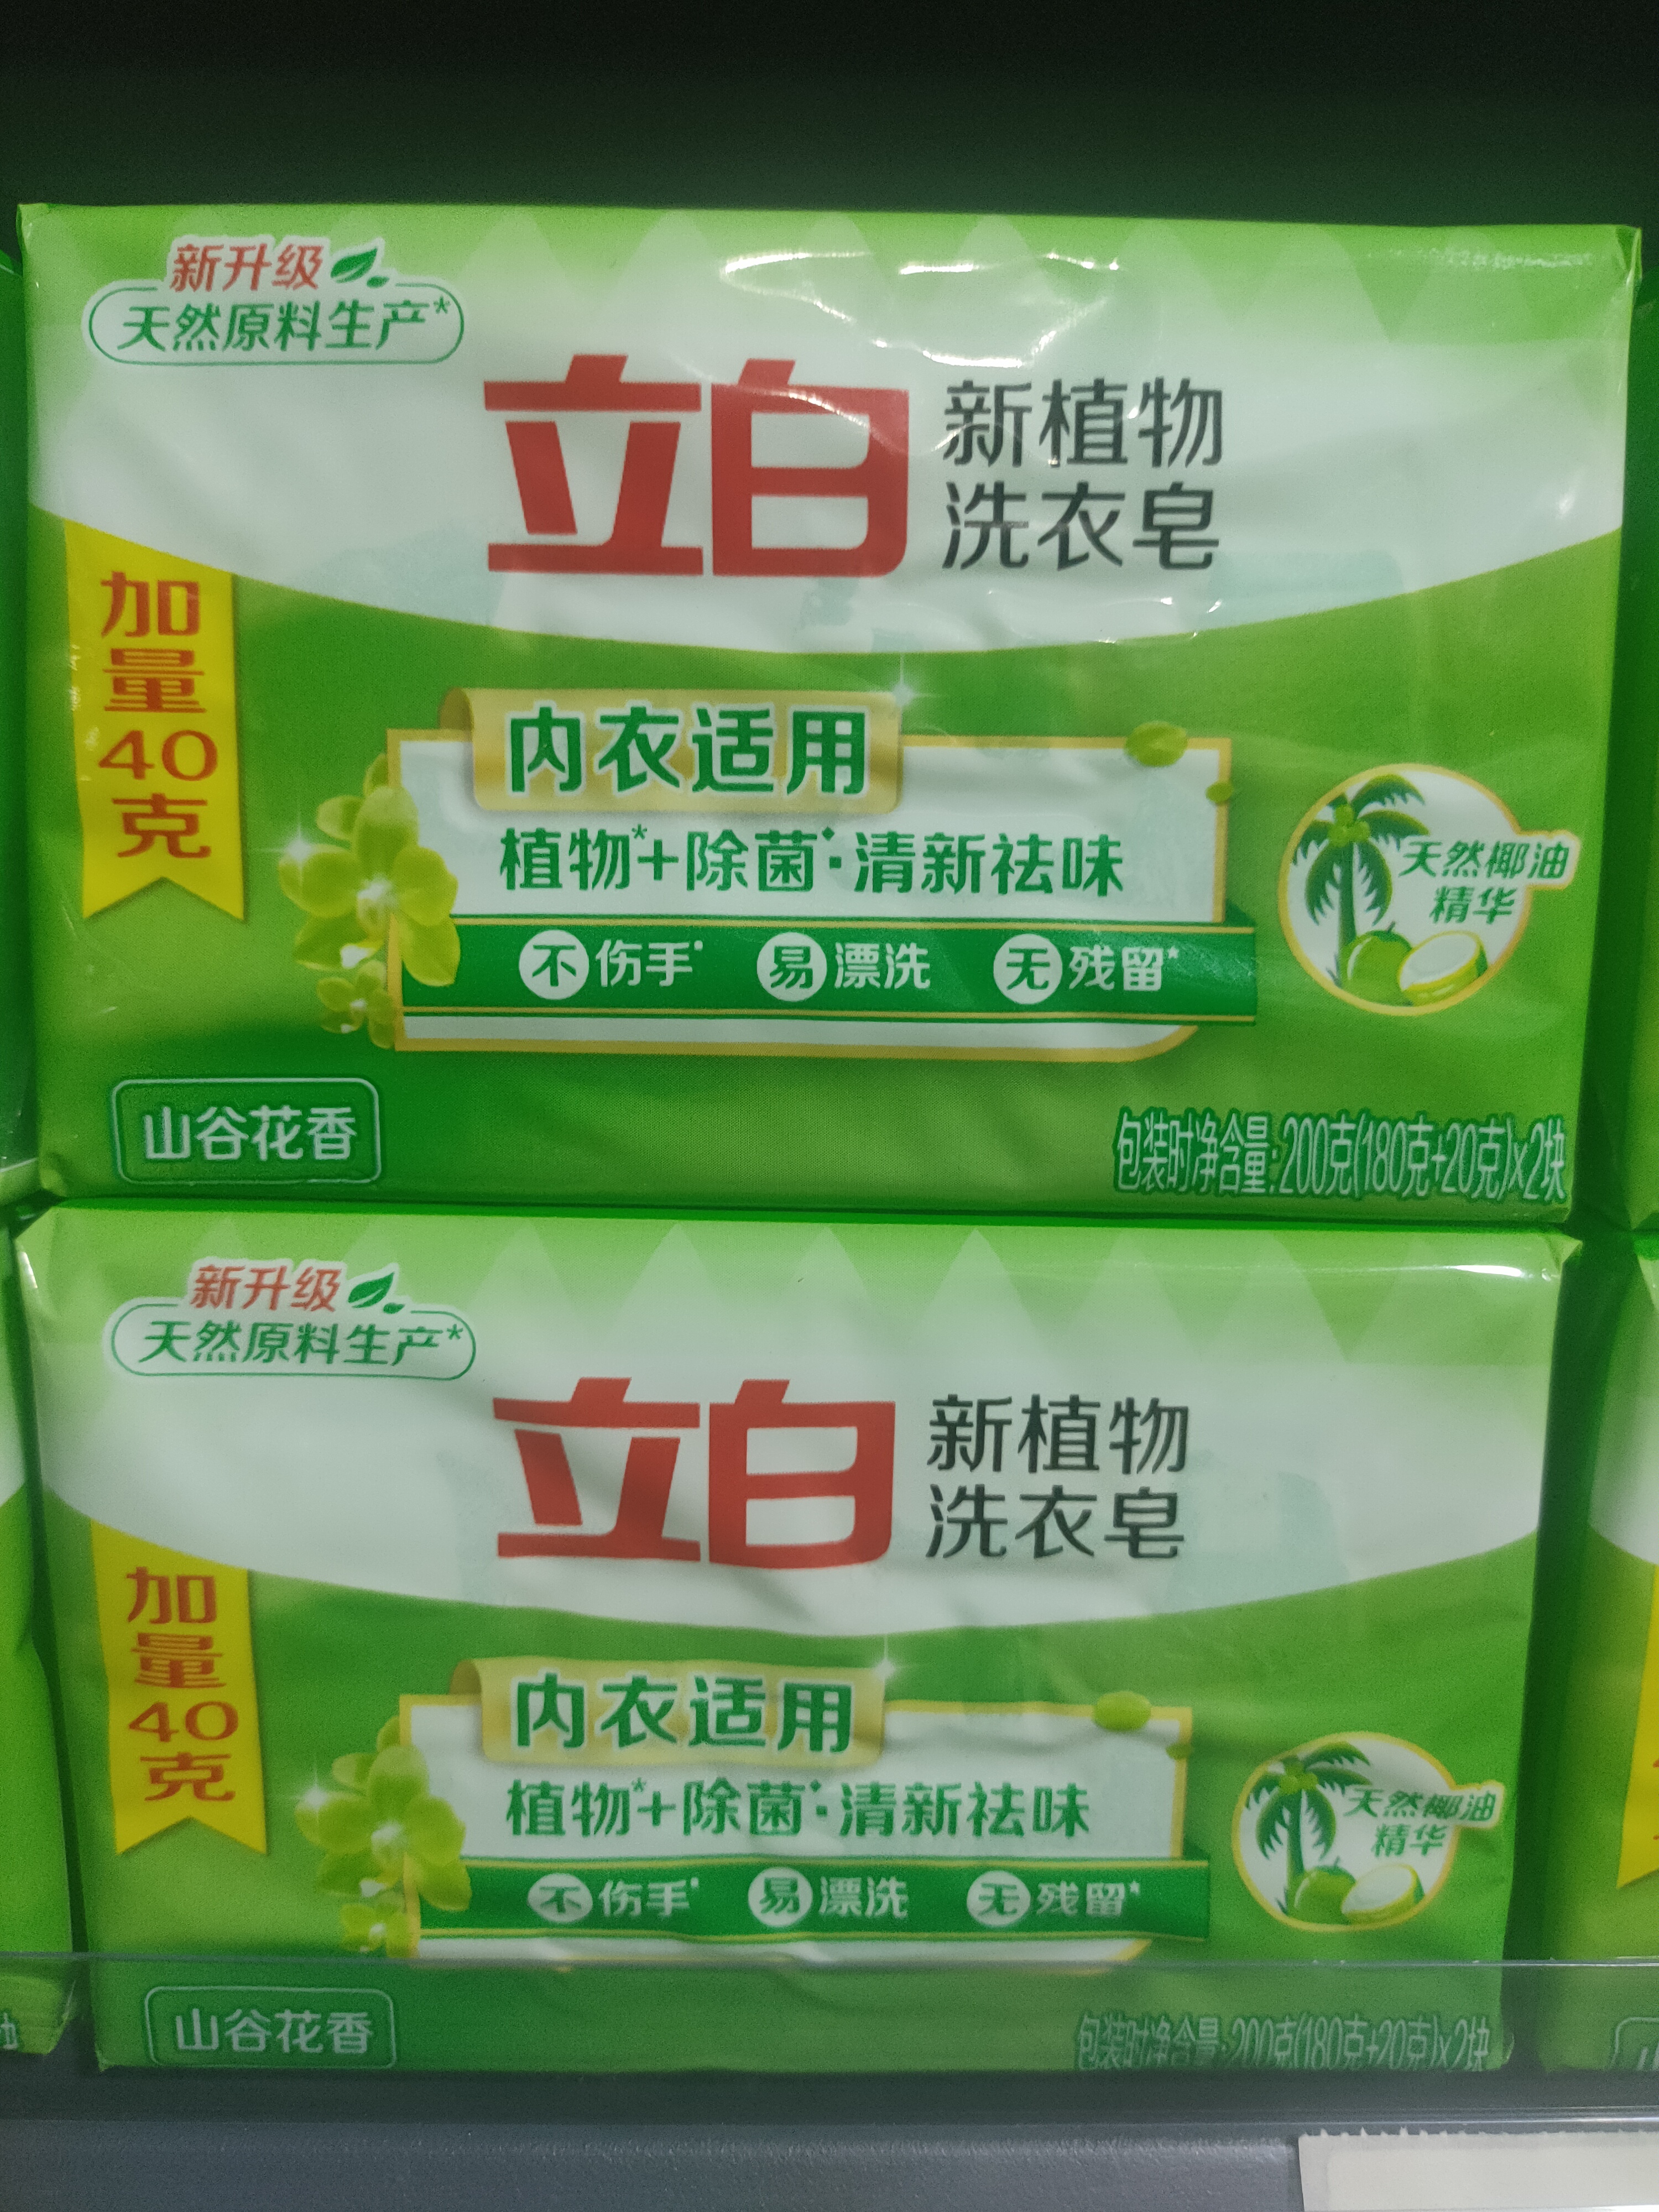 新升级
天然原料生产*
立白
新植物
洗衣皂
加量40克
内衣适用
植物*+除菌◆·清新祛味
不伤手* 易漂洗 无残留*
天然椰油
精华
山谷花香
包装时净含量:200克(180克+20克)x2块
新升级
天然原料生产*
立白
新植物
洗衣皂
加量40克
内衣适用
植物*+除菌◆·清新祛味
不伤手* 易漂洗 无残留*
天然椰油
精华
山谷花香
包装时净含量:200克(180克+20克)x2块